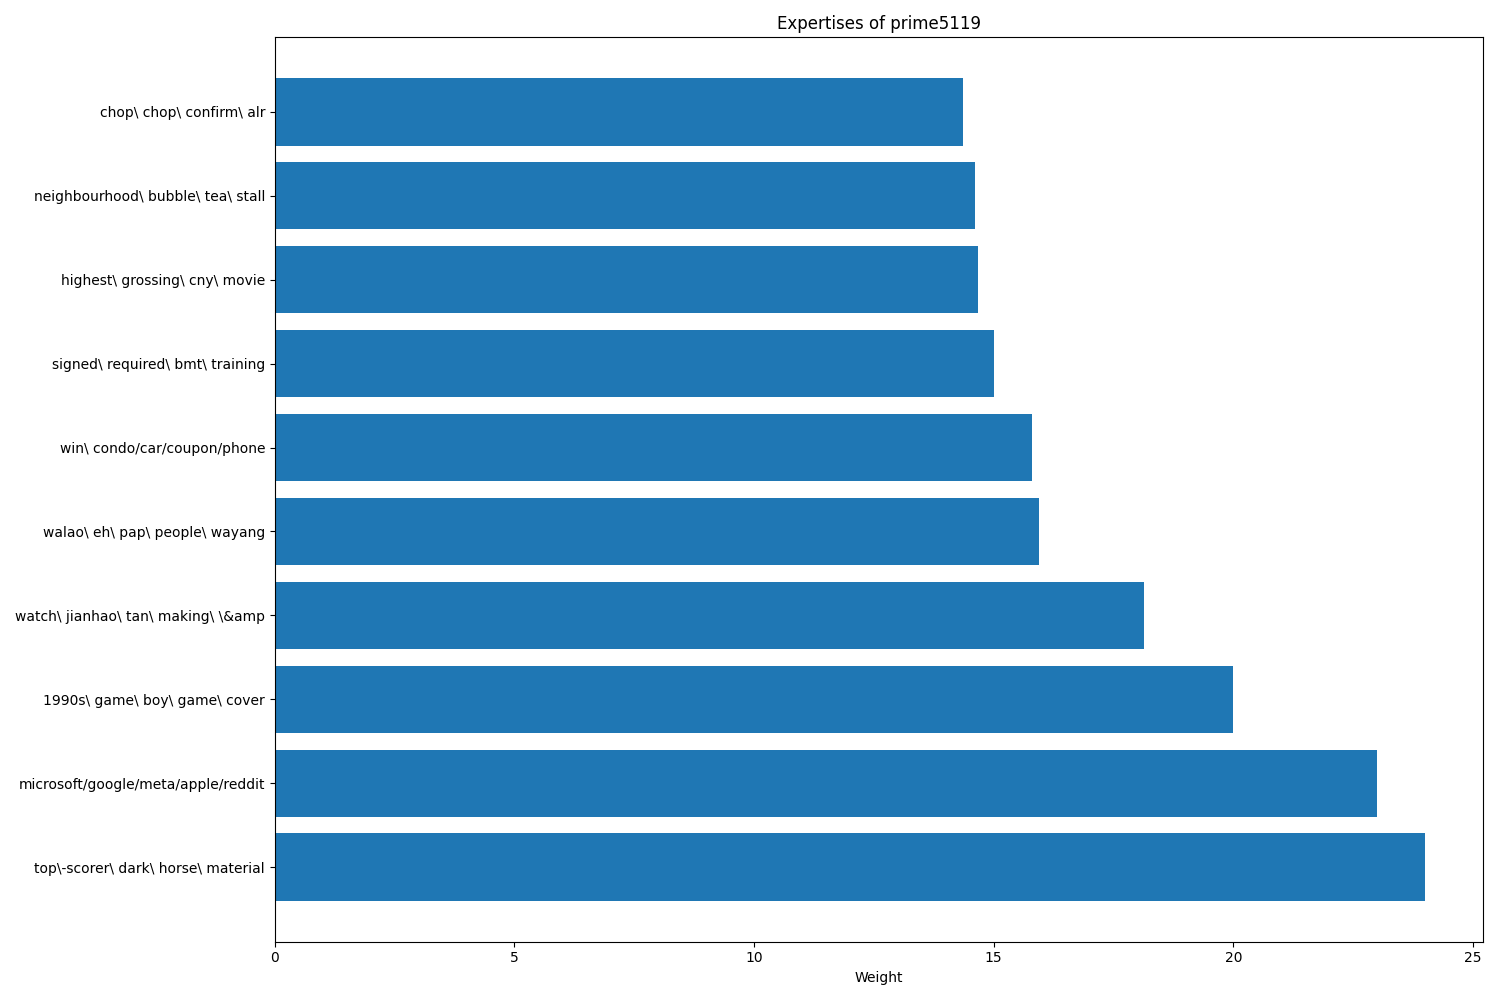 Expertises of prime5119
chop\ chop\ confirm\ alr
neighbourhood\ bubble\ tea\ stall
highest\ grossing\ cny\ movie
signed\ required\ bmt\ training
win\ condo/car/coupon/phone
walao\ eh\ pap\ people\ wayang
watch\ jianhao\ tan\ making\ \&amp
1990s\ game\ boy\ game\ cover
microsoft/google/meta/apple/reddit
top\-scorer\ dark\ horse\ material
0 5 10 15 20 25
Weight